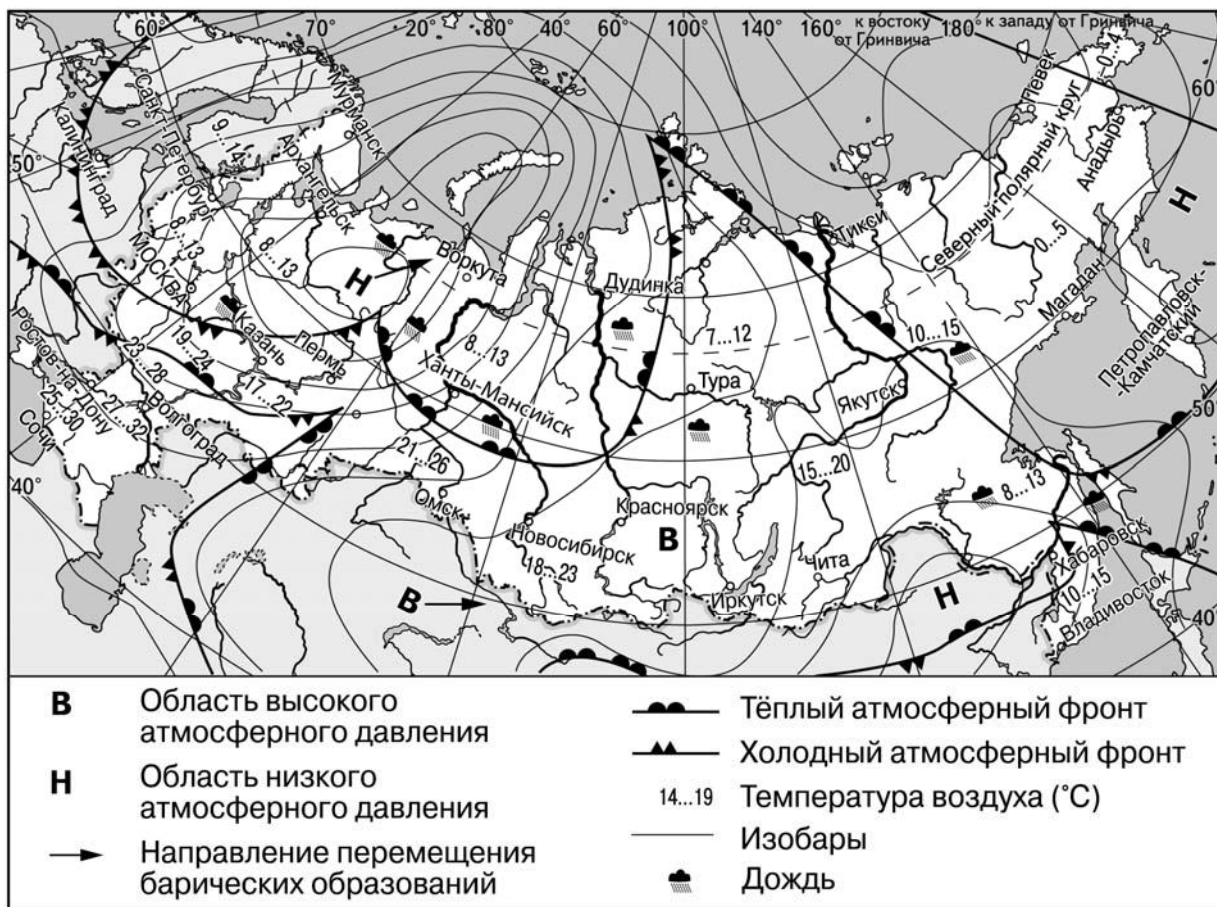 60°
70°
80
40
60
100
140
160
180
к востоку
от Гринвича
к западу от Гринвича
60°
50°
40°
50°
40°
20
80
60
120
140
160
Калининград
Санкт-Петербург
Мурманск
Архангельск
МОСКВА
Воркута
Казань
Пермь
Ростов-на-Дону
Волгоград
Сочи
Ханты-Мансийск
Омск
Новосибирск
Красноярск
Иркутск
Чита
Дудинка
Тура
Тикси
Якутск
Певек
Анадырь
Магадан
Северный полярный круг
Петропавловск-
-Камчатский
Хабаровск
Владивосток
9...14
8...13
8...13
19...24
23...28
17...22
25...30
27...32
8...13
21...26
18...23
7...12
15...20
10...15
0...5
0...4
8...13
10...15
Н
Н
Н
В
В
В Область высокого
атмосферного давления
Н Область низкого
атмосферного давления
Направление перемещения
барических образований
Тёплый атмосферный фронт
Холодный атмосферный фронт
14...19 Температура воздуха (°С)
Изобары
Дождь